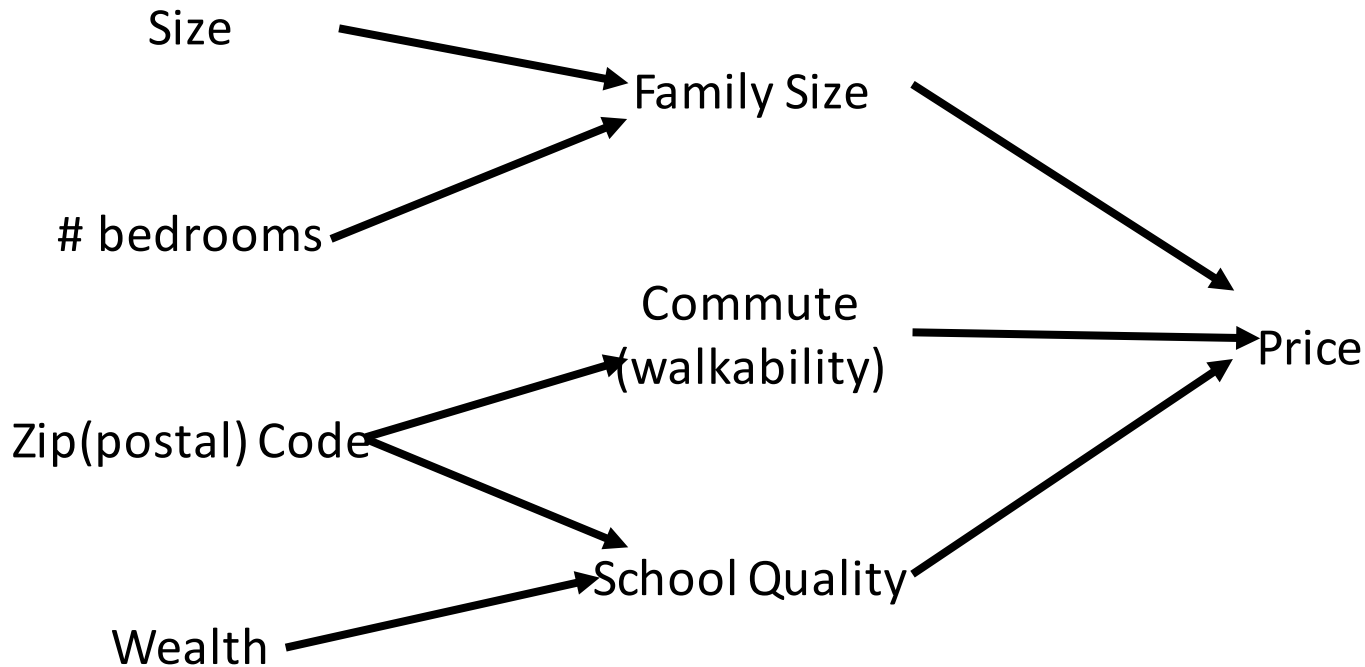 Size
Family Size
# bedrooms
Commute
(walkability)
Price
Zip(postal) Code
School Quality
Wealth